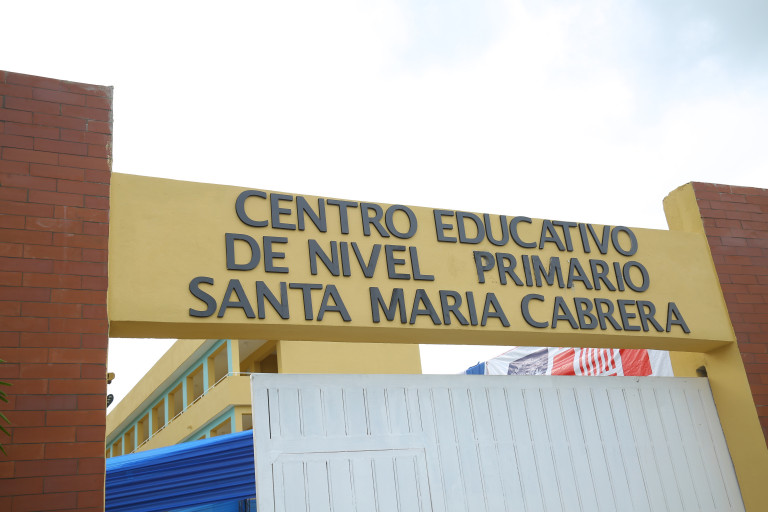 CENTRO EDUCATIVO
DE NIVEL PRIMARIO
SANTA MARIA CABRERA